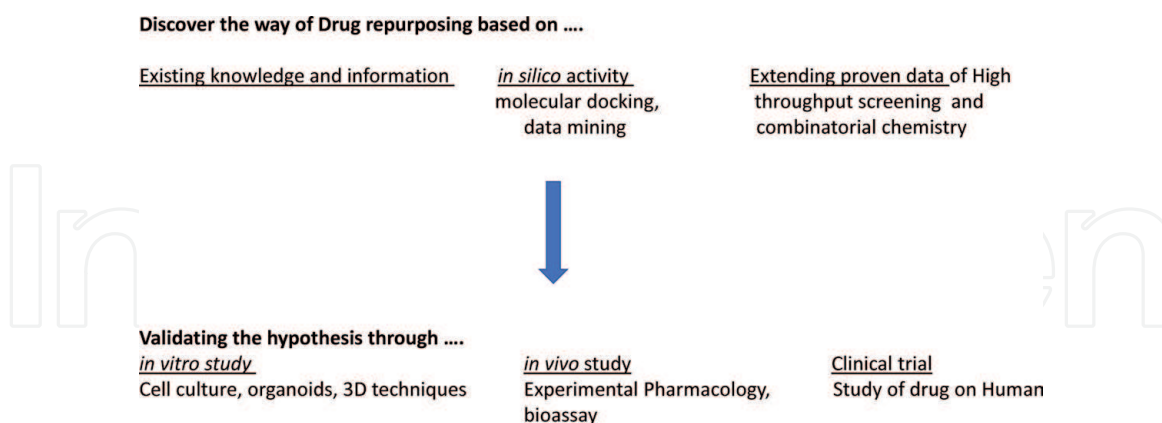 Discover the way of Drug repurposing based on ....
Existing knowledge and information
in silico activity
molecular docking,
data mining
Extending proven data of High
throughput screening and
combinatorial chemistry
Validating the hypothesis through ....
in vitro study
Cell culture, organoids, 3D techniques
in vivo study
Experimental Pharmacology,
bioassay
Clinical trial
Study of drug on Human